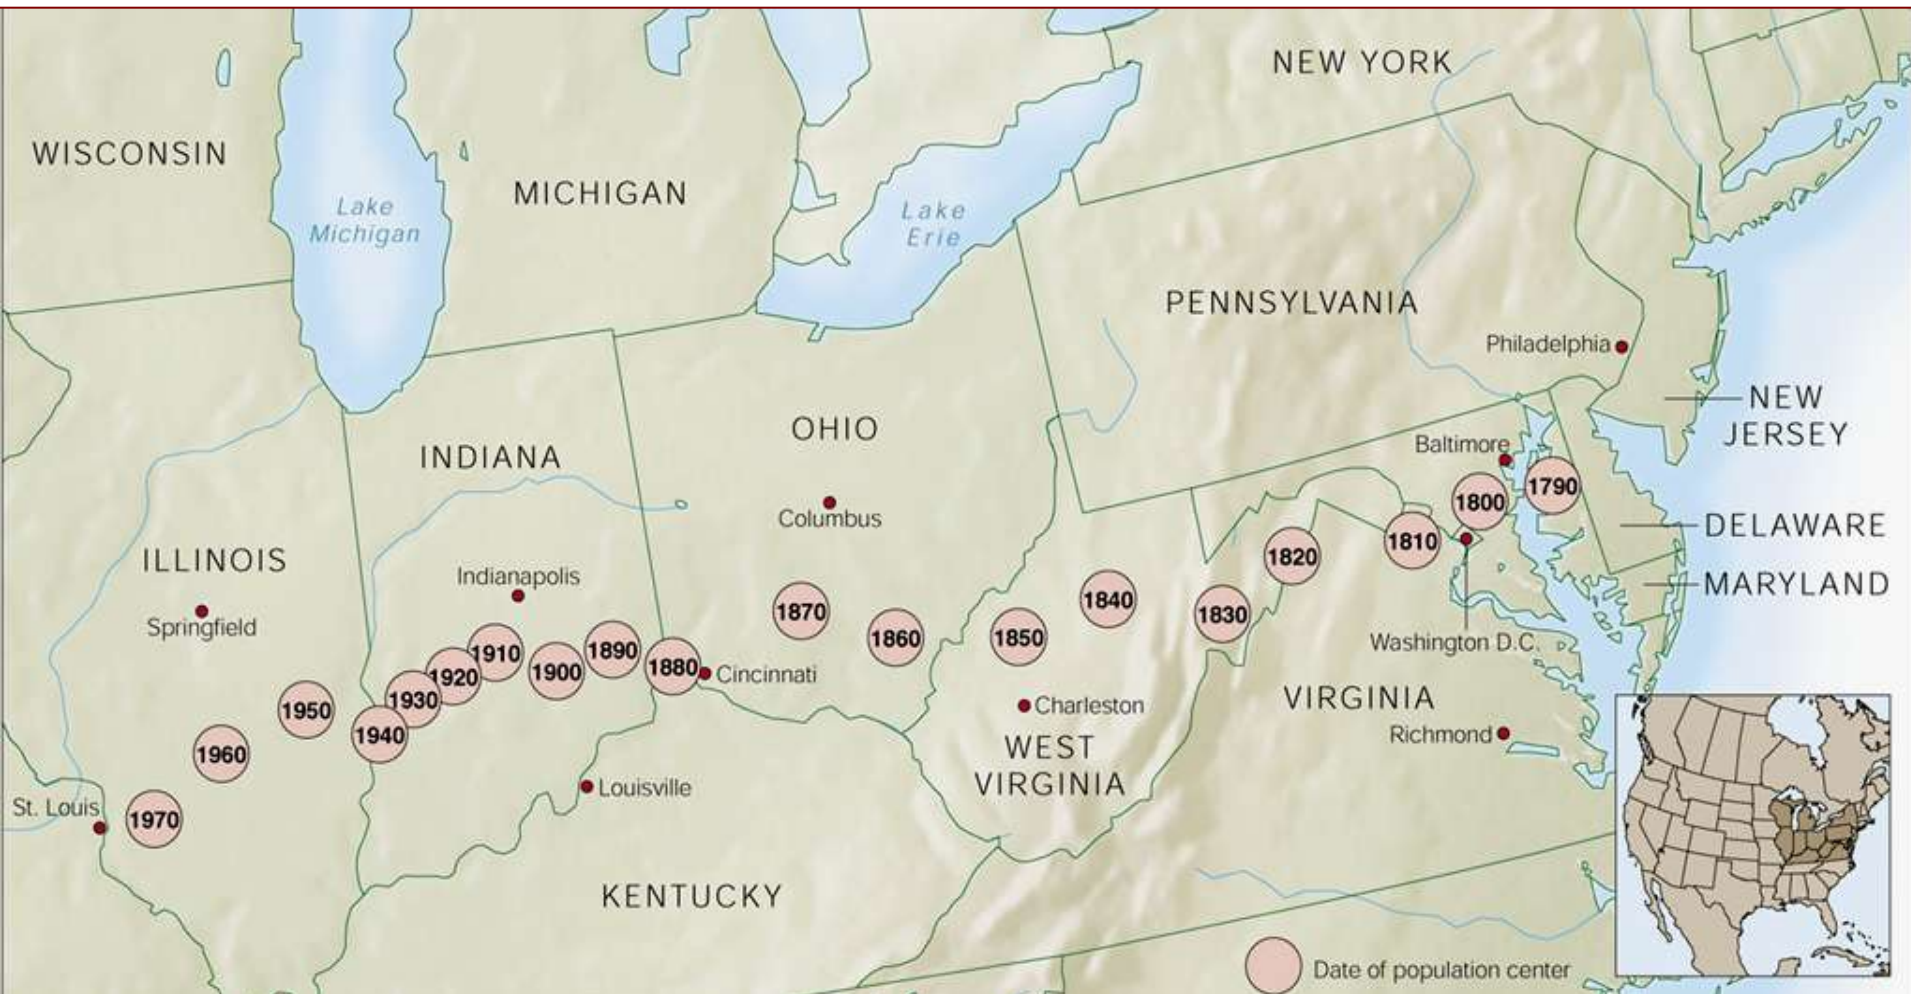 NEW YORK
WISCONSIN
MICHIGAN
Lake
Michigan
Lake
Erie
PENNSYLVANIA
Philadelphia
NEW
JERSEY
OHIO
INDIANA
Baltimore
1790
1800
Columbus
DELAWARE
1810
ILLINOIS
1820
Indianapolis
MARYLAND
Springfield
1840
1870
1830
1860
1850
Washington D.C.
1890
1910
1880
Cincinnati
1900
1920
VIRGINIA
1930
Charleston
1950
Richmond
1940
WEST
VIRGINIA
1960
Louisville
St. Louis
1970
KENTUCKY
Date of population center